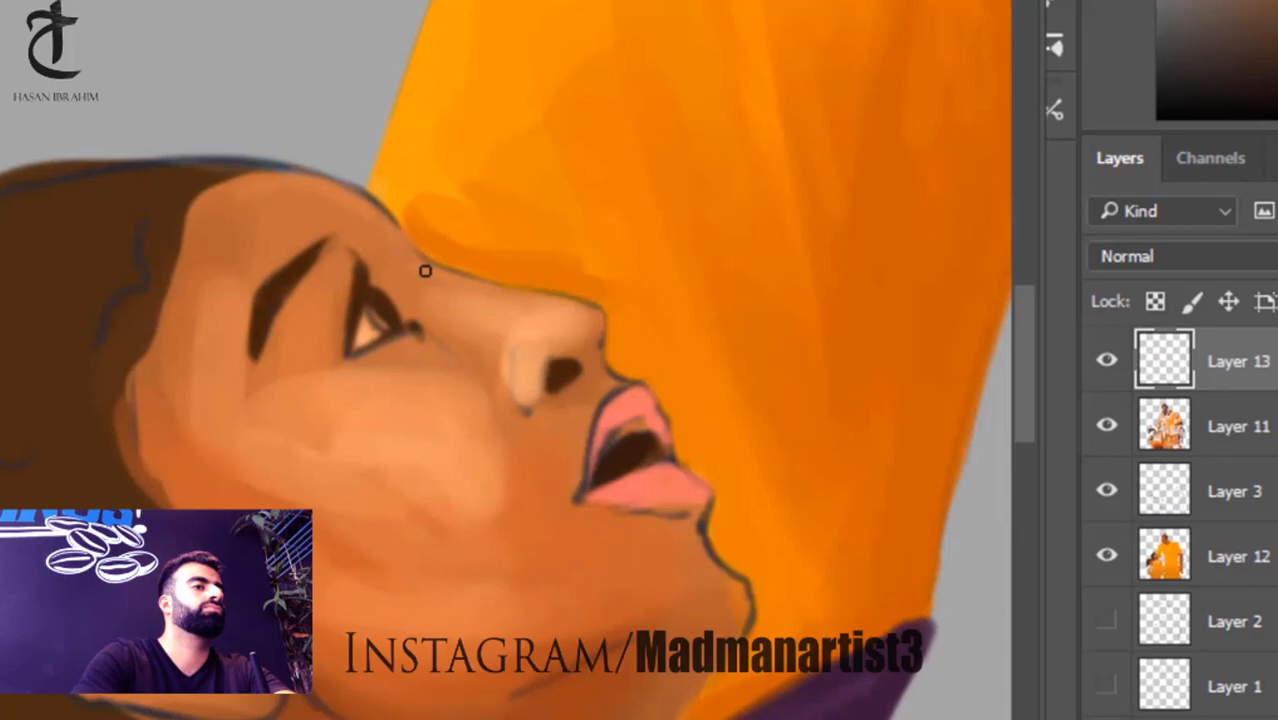 HASAN IBRAHIM
Layers
Channels
Kind
Normal
Lock:
Layer 13
Layer 11
Layer 3
Layer 12
Layer 2
Layer 1
INSTAGRAM/Madmanartist3